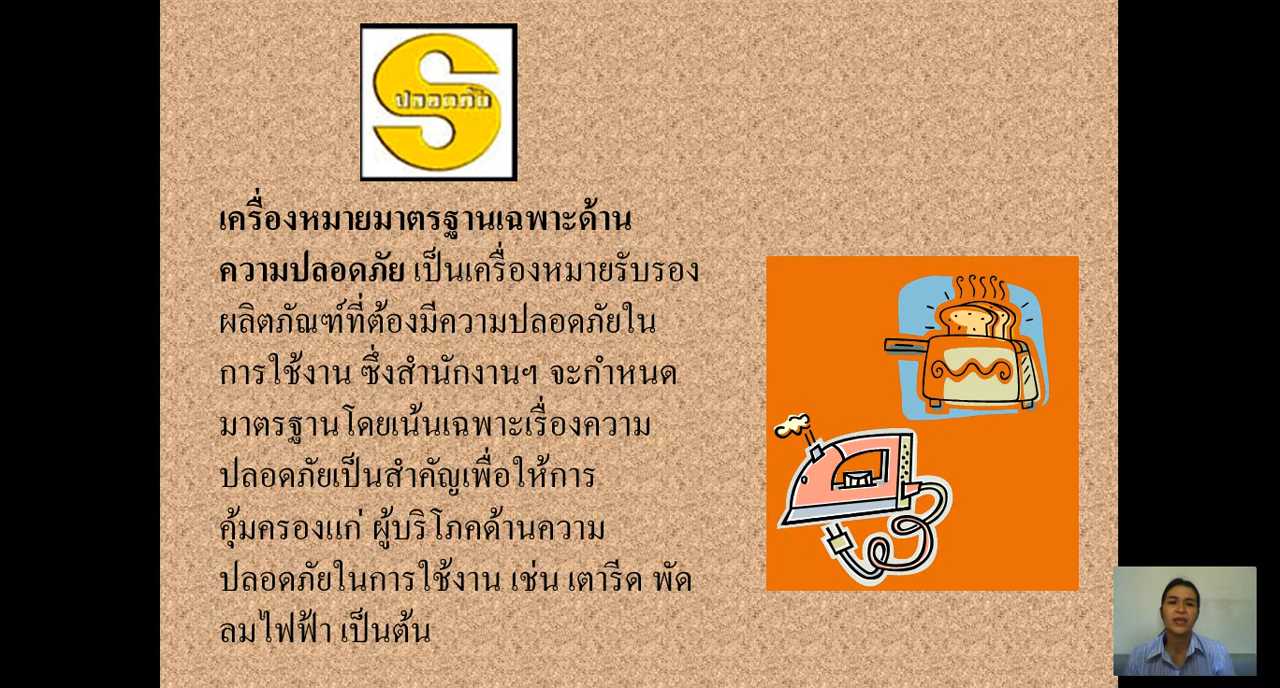 ปลอดภัย
เครื่องหมายมาตรฐานเฉพาะด้าน
ความปลอดภัย เป็นเครื่องหมายรับรอง
ผลิตภัณฑ์ที่ต้องมีความปลอดภัยใน
การใช้งาน ซึ่งสำนักงานฯ จะกำหนด
มาตรฐานโดยเน้นเฉพาะเรื่องความ
ปลอดภัยเป็นสำคัญเพื่อให้การ
คุ้มครองแก่ ผู้บริโภคด้านความ
ปลอดภัยในการใช้งาน เช่น เตารีด พัด
ลมไฟฟ้า เป็นต้น